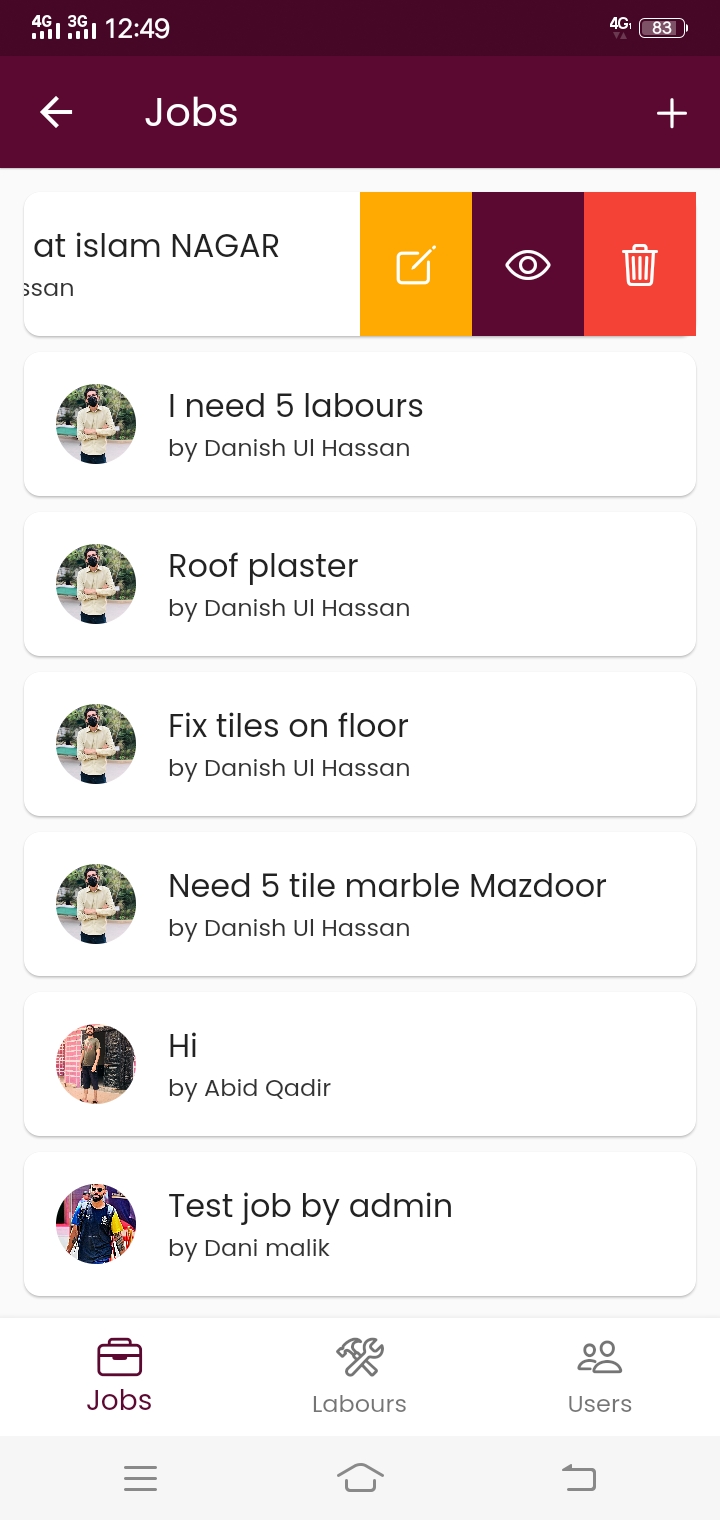 4G 3G 12:49 4G 83
Jobs
at islam NAGAR
ssan
I need 5 labours
by Danish Ul Hassan
Roof plaster
by Danish Ul Hassan
Fix tiles on floor
by Danish Ul Hassan
Need 5 tile marble Mazdoor
by Danish Ul Hassan
Hi
by Abid Qadir
Test job by admin
by Dani malik
Jobs Labours Users